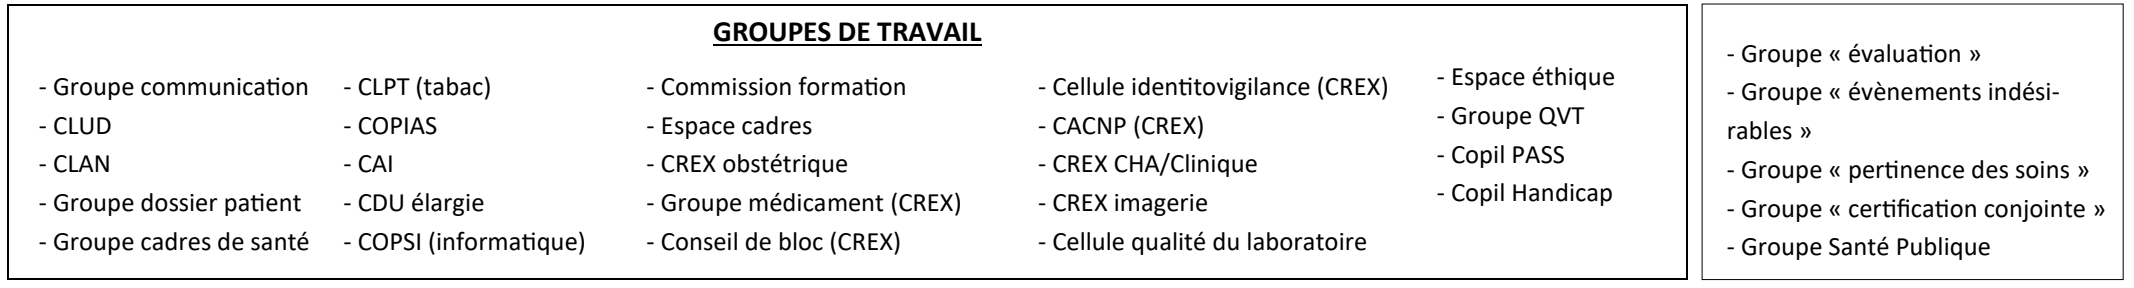 GROUPES DE TRAVAIL
- Groupe communication
- CLUD
- CLAN
- Groupe dossier patient
- Groupe cadres de santé
- CLPT (tabac)
- COPIAS
- CAI
- CDU élargie
- COPSI (informatique)
- Commission formation
- Espace cadres
- CREX obstétrique
- Groupe médicament (CREX)
- Conseil de bloc (CREX)
- Cellule identitovigilance (CREX)
- CACNP (CREX)
- CREX CHA/Clinique
- CREX imagerie
- Cellule qualité du laboratoire
- Espace éthique
- Groupe QVT
- Copil PASS
- Copil Handicap
- Groupe « évaluation »
- Groupe « évènements indési-
rables »
- Groupe « pertinence des soins »
- Groupe « certification conjointe »
- Groupe Santé Publique